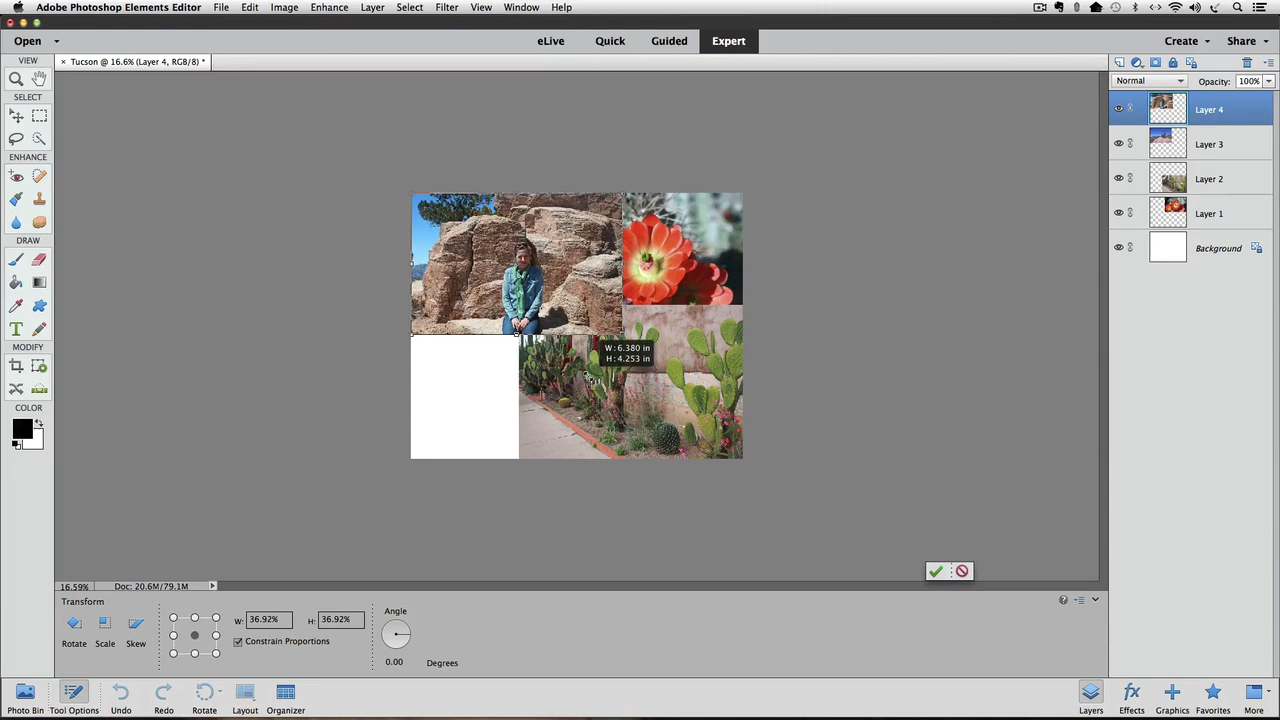 Adobe Photoshop Elements Editor File Edit Image Enhance Layer Select Filter View Window Help
Open eLive Quick Guided Expert Create Share
VIEW × Tucson @ 16.6% (Layer 4, RGB/8) *
Normal Opacity: 100%
SELECT
Layer 4
Layer 3
ENHANCE
Layer 2
Layer 1
DRAW
Background
MODIFY
W: 6.380 in
H: 4.253 in
COLOR
16.59% Doc: 20.6M/79.1M
Transform
Angle
W: 36.92% H: 36.92%
Rotate Scale Skew Constrain Proportions
0.00 Degrees
Photo Bin Tool Options Undo Redo Rotate Layout Organizer Layers Effects Graphics Favorites More